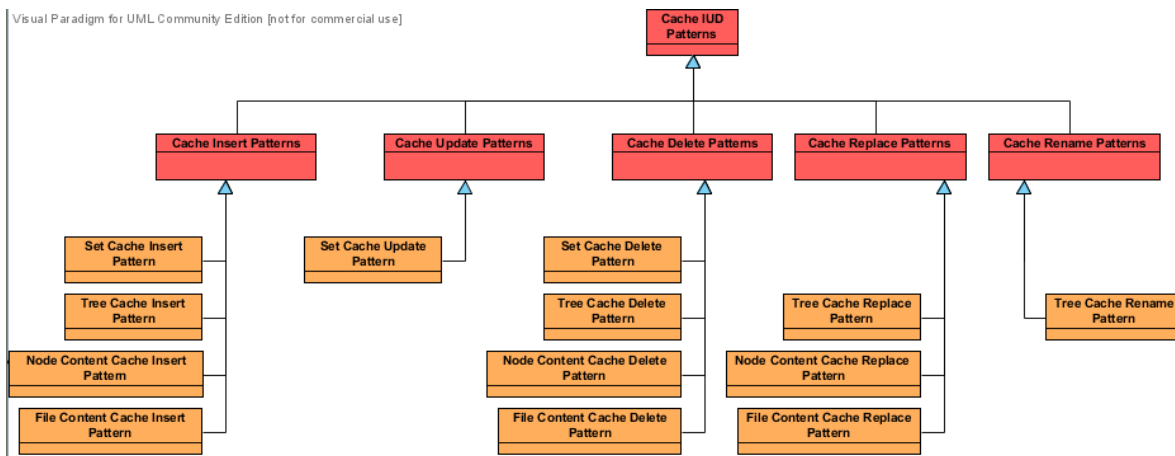 Visual Paradigm for UML Community Edition [not for commercial use]
Cache IUD
Patterns
Cache Insert Patterns
Cache Update Patterns
Cache Delete Patterns
Cache Replace Patterns
Cache Rename Patterns
Set Cache Insert
Pattern
Set Cache Update
Pattern
Set Cache Delete
Pattern
Tree Cache Insert
Pattern
Tree Cache Delete
Pattern
Tree Cache Replace
Pattern
Tree Cache Rename
Pattern
Node Content Cache Insert
Pattern
Node Content Cache Delete
Pattern
Node Content Cache Replace
Pattern
File Content Cache Insert
Pattern
File Content Cache Delete
Pattern
File Content Cache Replace
Pattern